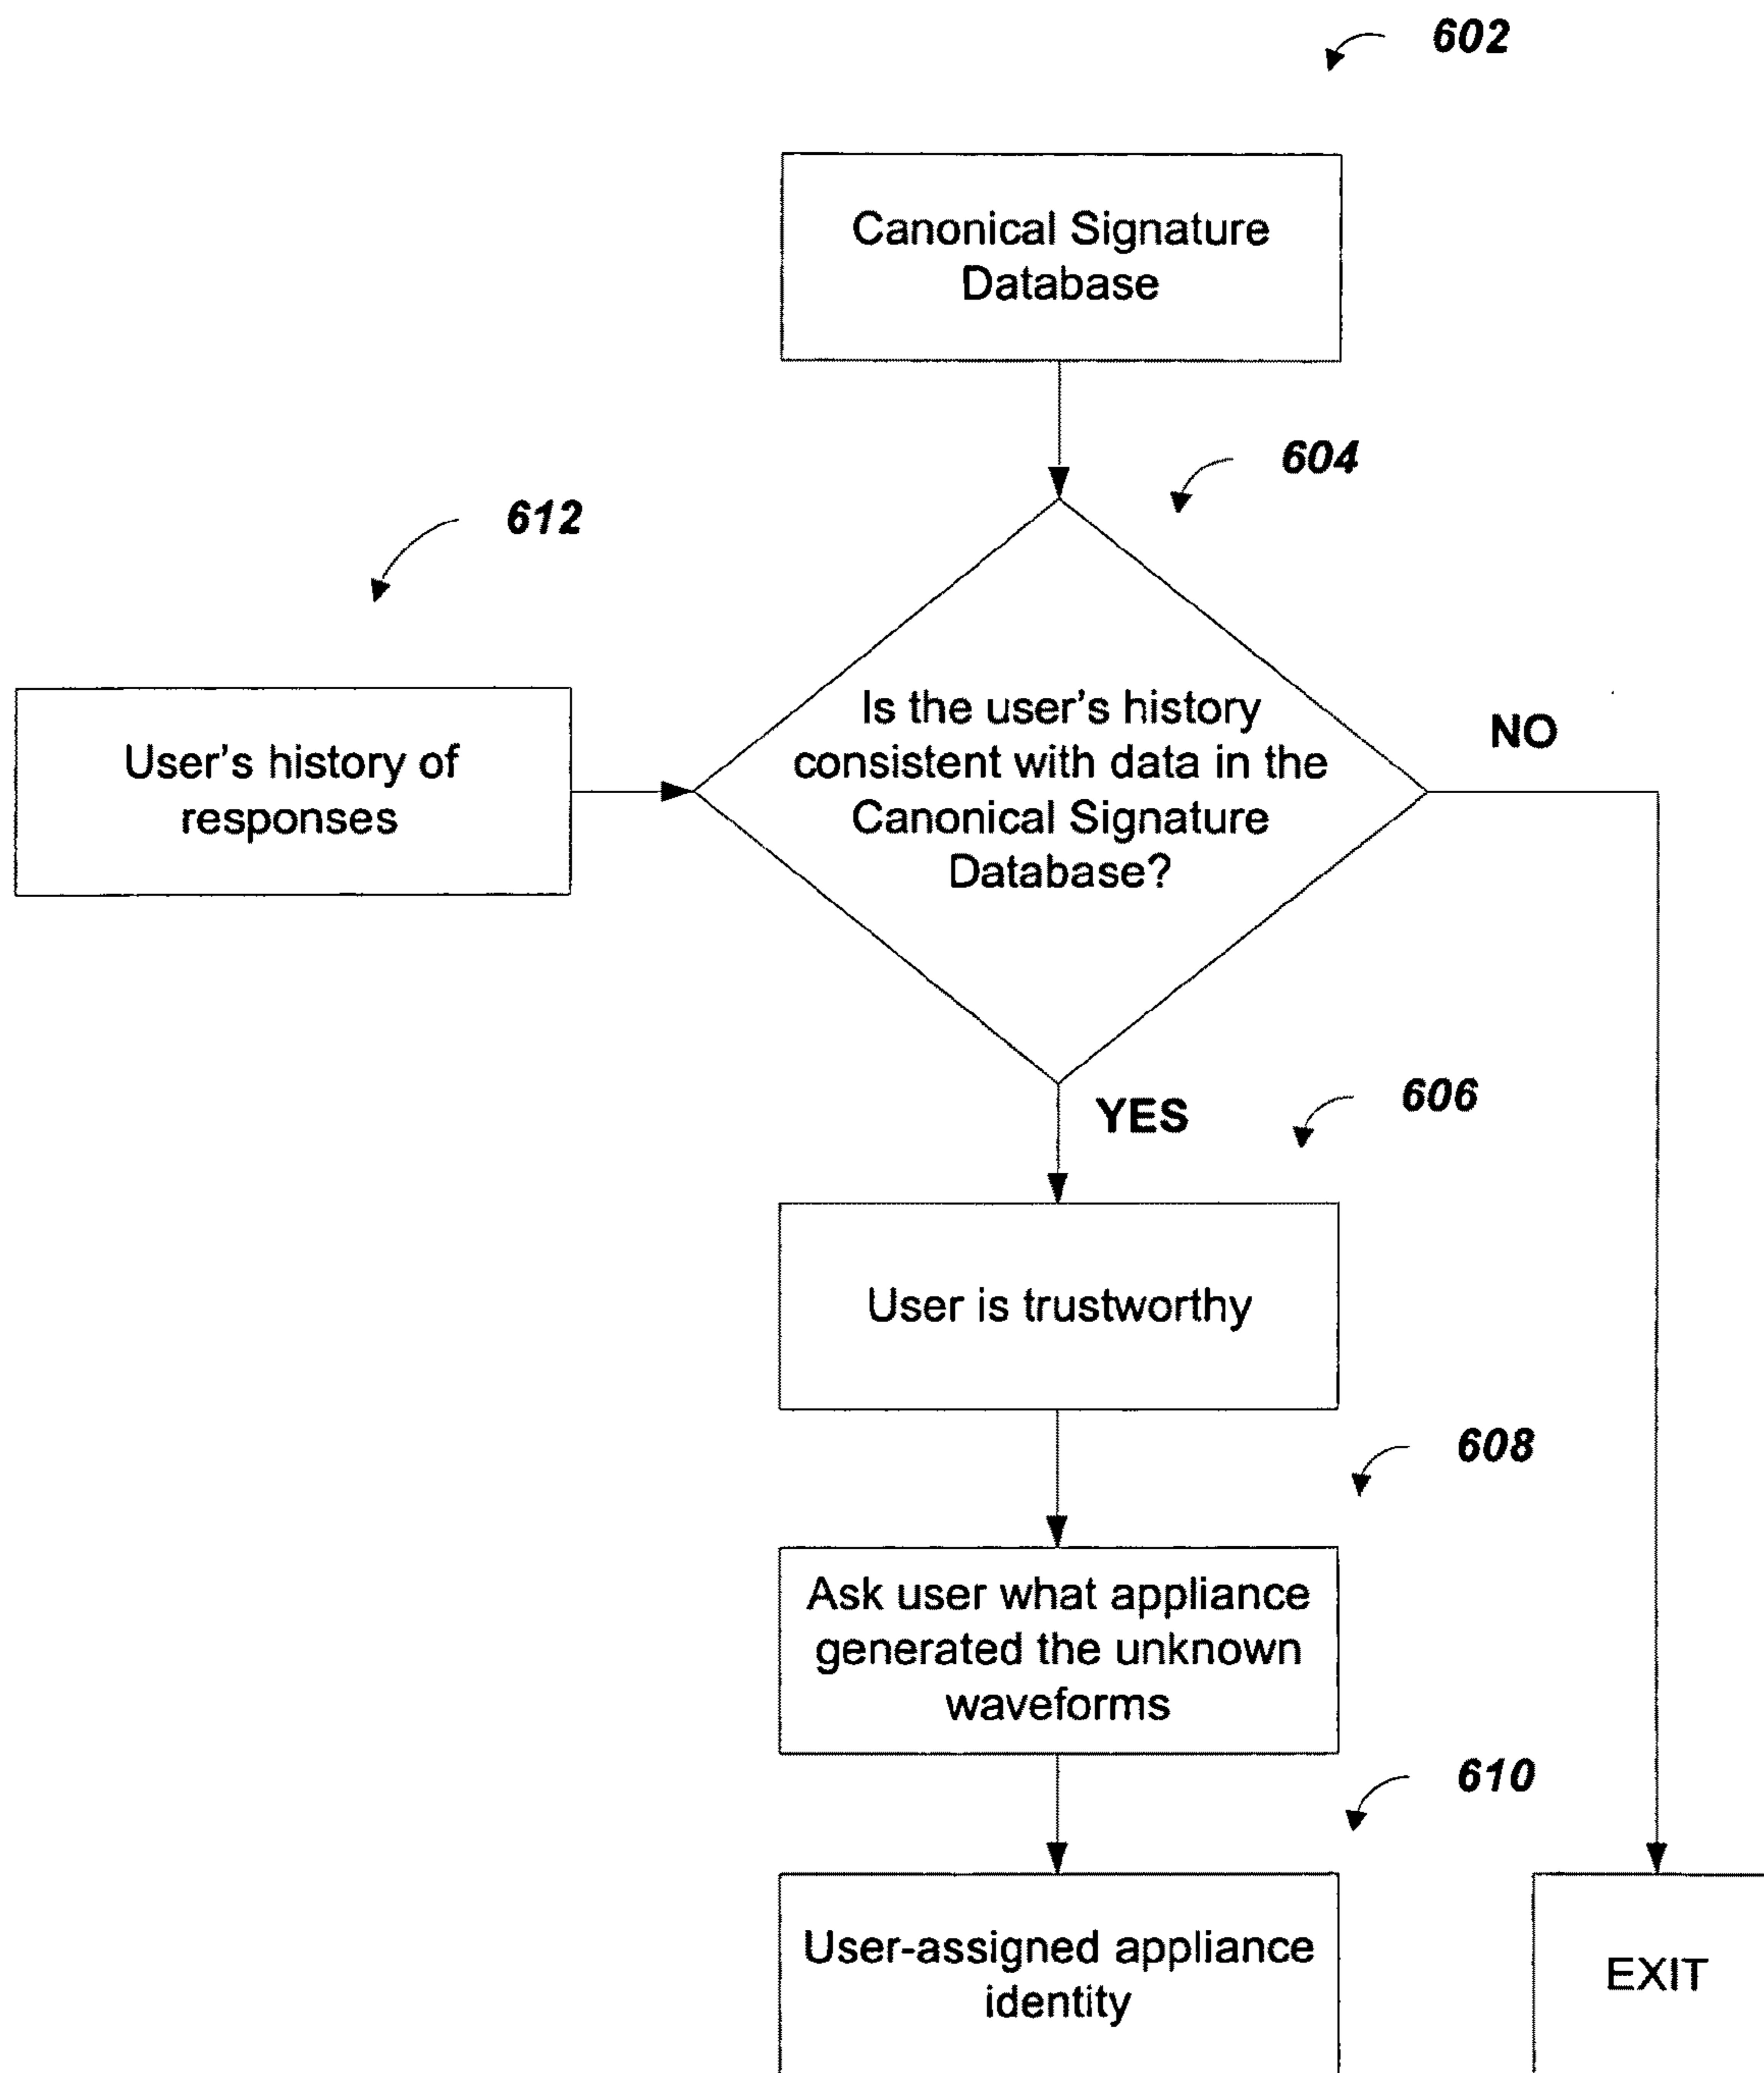 602
Canonical Signature
Database
604
612
Is the user's history
consistent with data in the
Canonical Signature
Database?
NO
User's history of
responses
YES
606
User is trustworthy
608
Ask user what appliance
generated the unknown
waveforms
610
User-assigned appliance
identity
EXIT